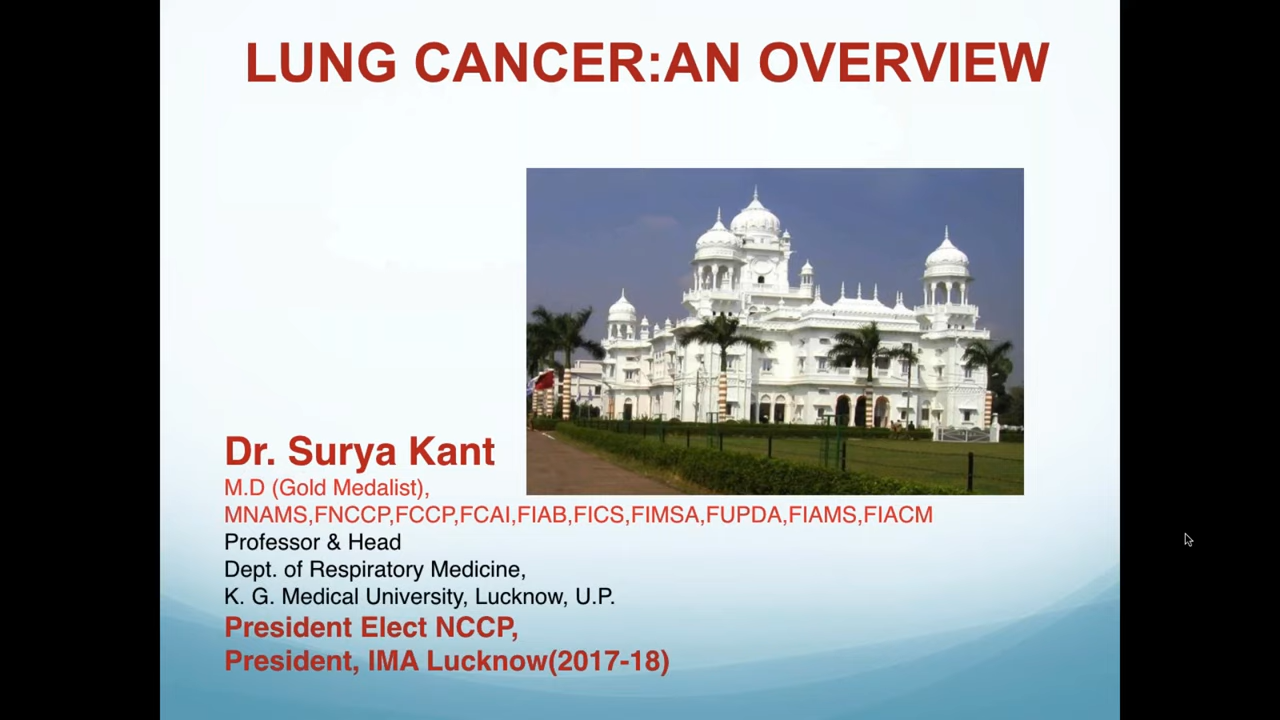 LUNG CANCER:AN OVERVIEW
Dr. Surya Kant
M.D (Gold Medalist),
MNAMS,FNCCP,FCCP,FCAI,FIAB,FICS,FIMSA,FUPDA,FIAMS,FIACM
Professor & Head
Dept. of Respiratory Medicine,
K. G. Medical University, Lucknow, U.P.
President Elect NCCP,
President, IMA Lucknow(2017-18)